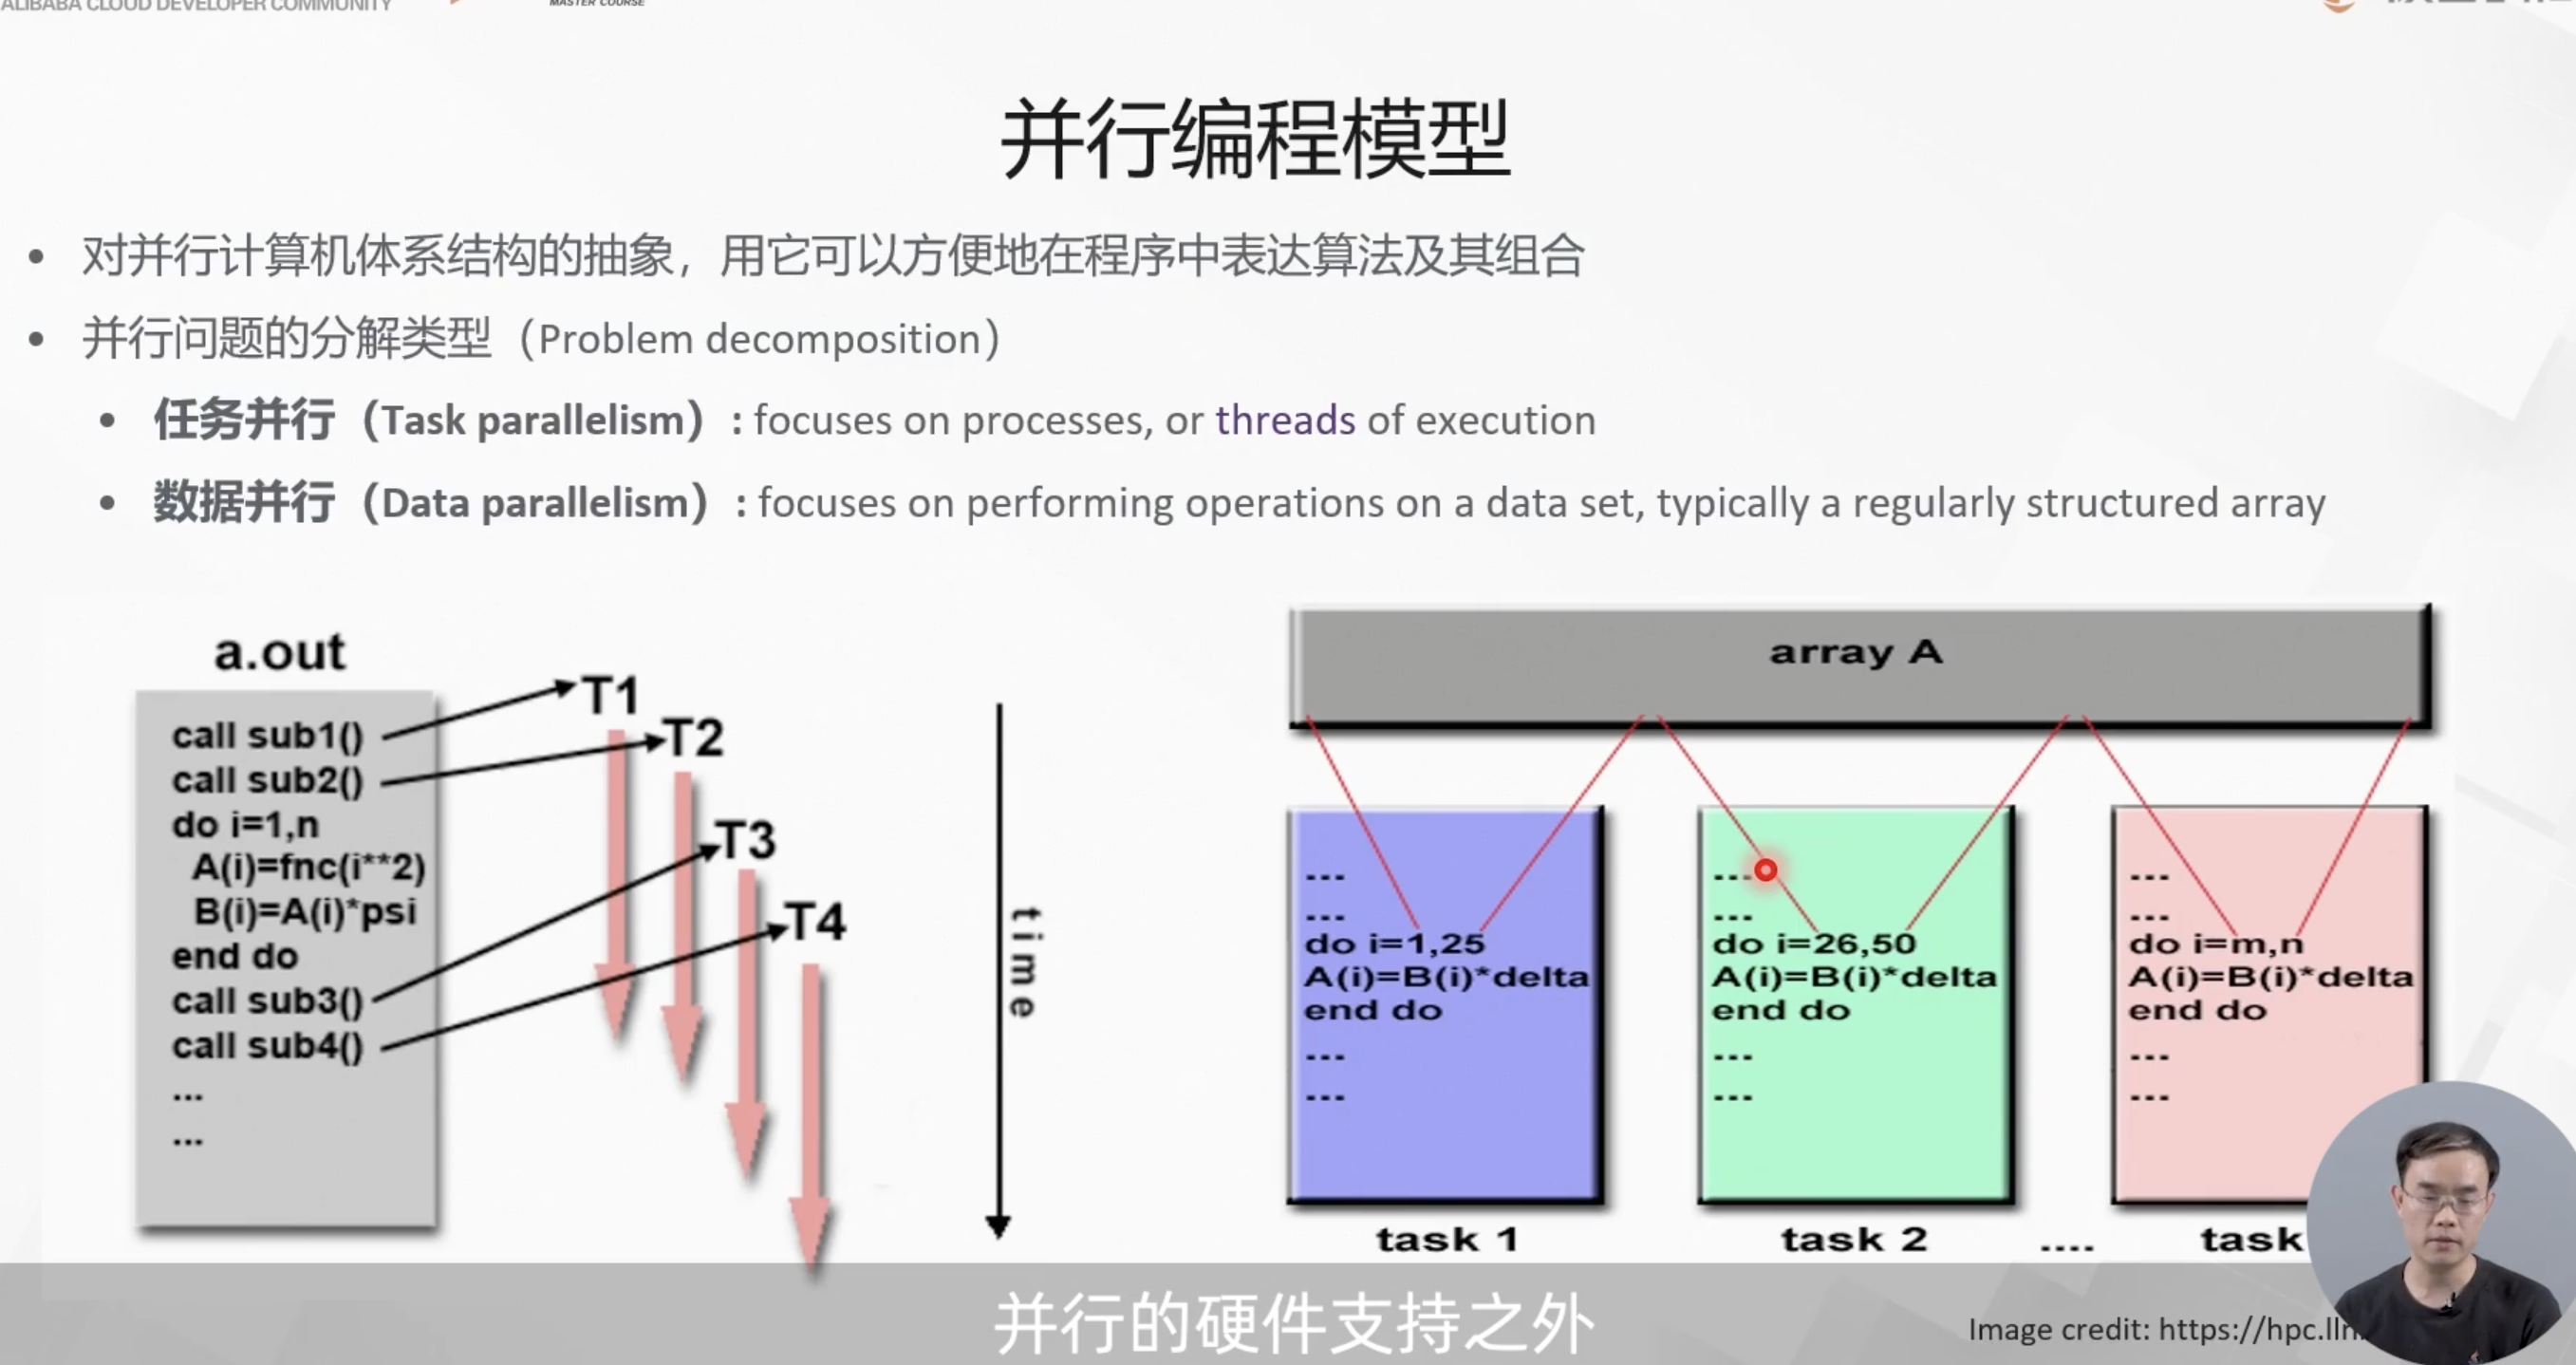 ALIBABA CLOUD DEVELOPER COMMUNITY
MASTER COURSE
并行编程模型
• 对并行计算机体系结构的抽象，用它可以方便地在程序中表达算法及其组合
• 并行问题的分解类型（Problem decomposition）
• 任务并行（Task parallelism）: focuses on processes, or threads of execution
• 数据并行（Data parallelism）: focuses on performing operations on a data set, typically a regularly structured array
a.out
call sub1()
call sub2()
do i=1,n
A(i)=fnc(i**2)
B(i)=A(i)*psi
end do
call sub3()
call sub4()
...
...
T1
T2
T3
T4
time
array A
...
...
do i=1,25
A(i)=B(i)*delta
end do
...
...
task 1
...
...
do i=26,50
A(i)=B(i)*delta
end do
...
...
task 2
....
...
...
do i=m,n
A(i)=B(i)*delta
end do
...
...
task
并行的硬件支持之外
Image credit: https://hpc.lln